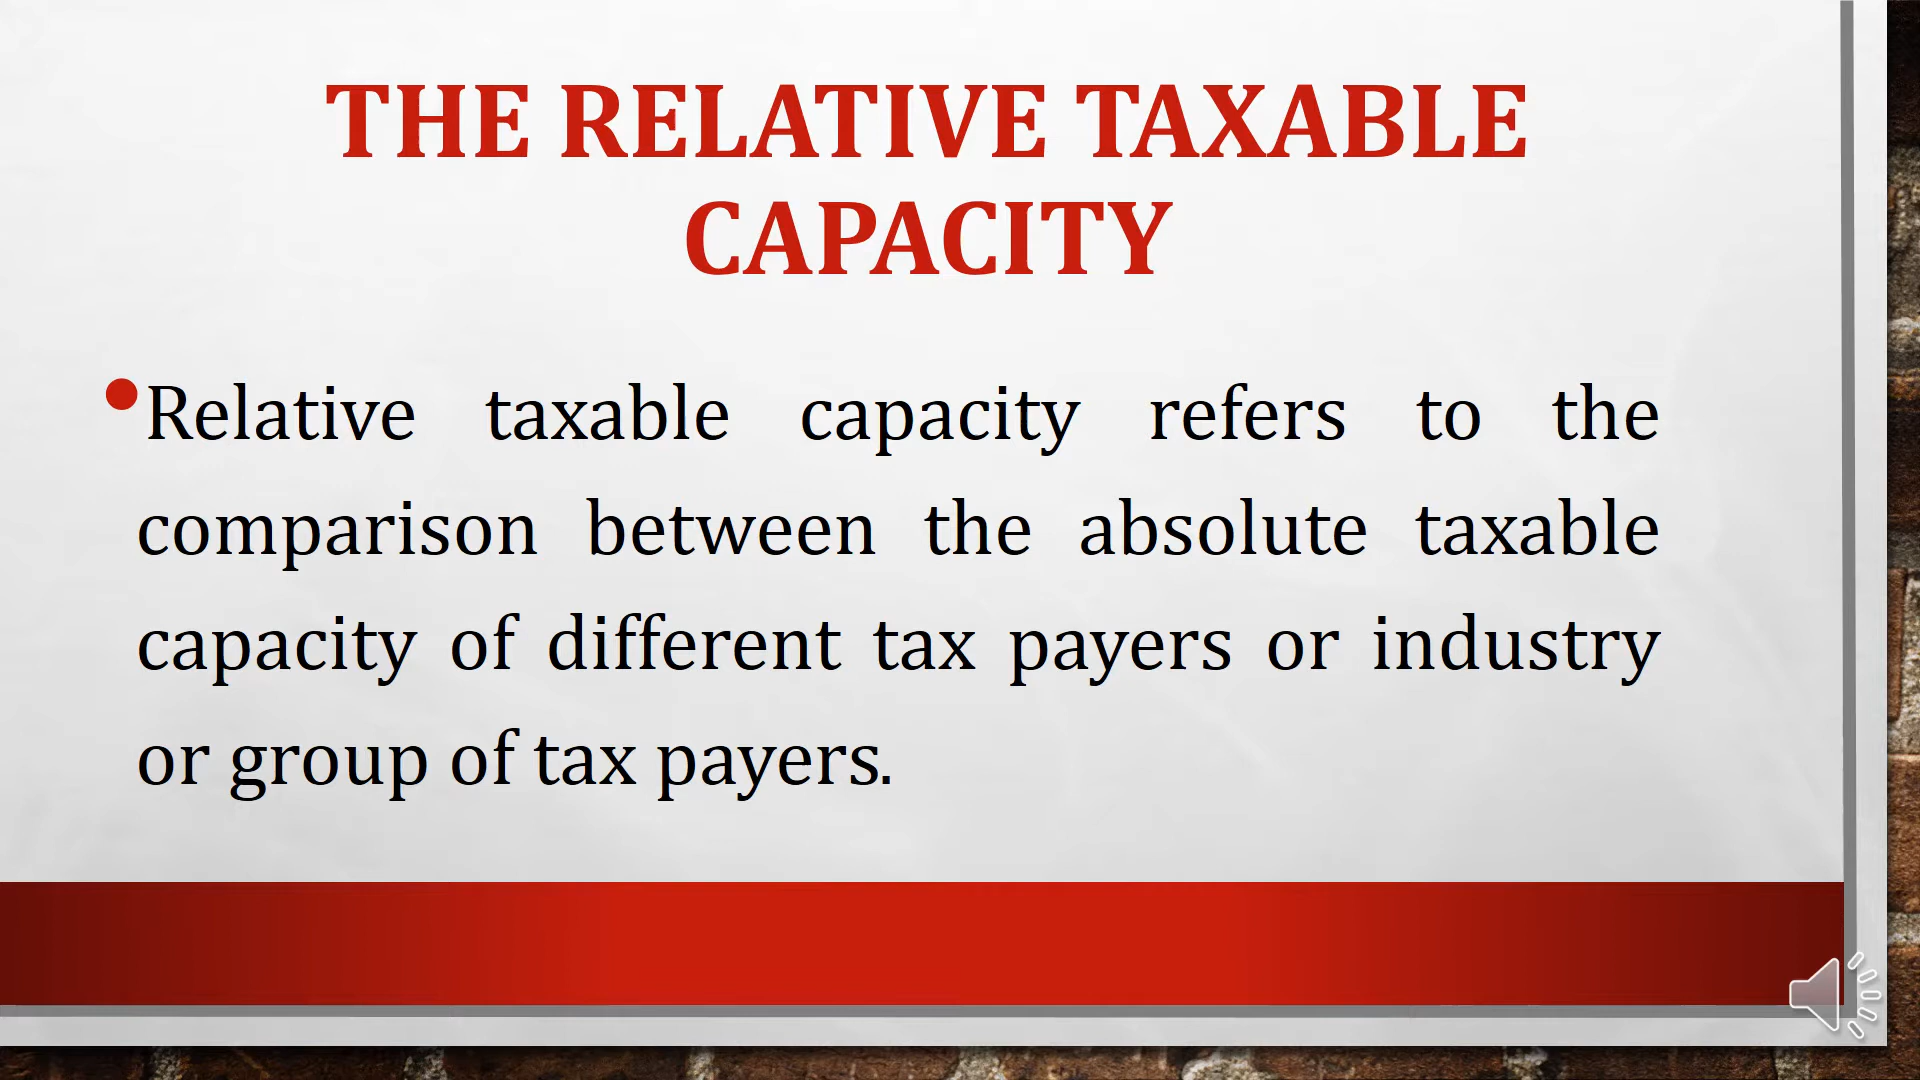 THE RELATIVE TAXABLE
CAPACITY
•Relative taxable capacity refers to the
comparison between the absolute taxable
capacity of different tax payers or industry
or group of tax payers.